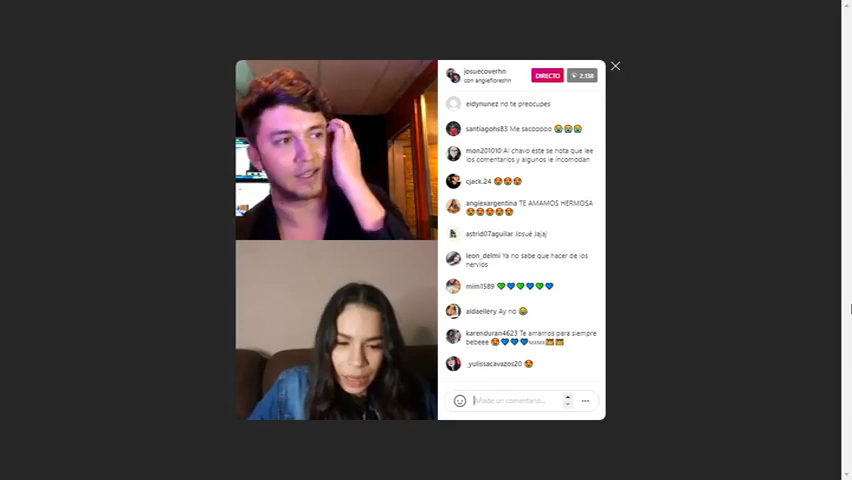 josuecoverhn
con angiefloreshn
DIRECTO
2.138
eidynunez no te preocupes
santiagohs83 Me sacooooo 😭😭😭
mon201010 Al chavo éste se nota que lee
los comentarios y algunos le incomodan
cjack.24 😍😍😍
angiexargentina TE AMAMOS HERMOSA
😍😍😍😍😍
astrid07aguilar Josué Jajaj
leon_delmi Ya no sabe que hacer de los
nervios
mim1589 💚💙💚💙💚💙
aldaellery Ay no 😂
karenduran4623 Te amamos para siempre
bebeee 😍💙💙💙
_yulissacavazos20 😍
Añade un comentario...